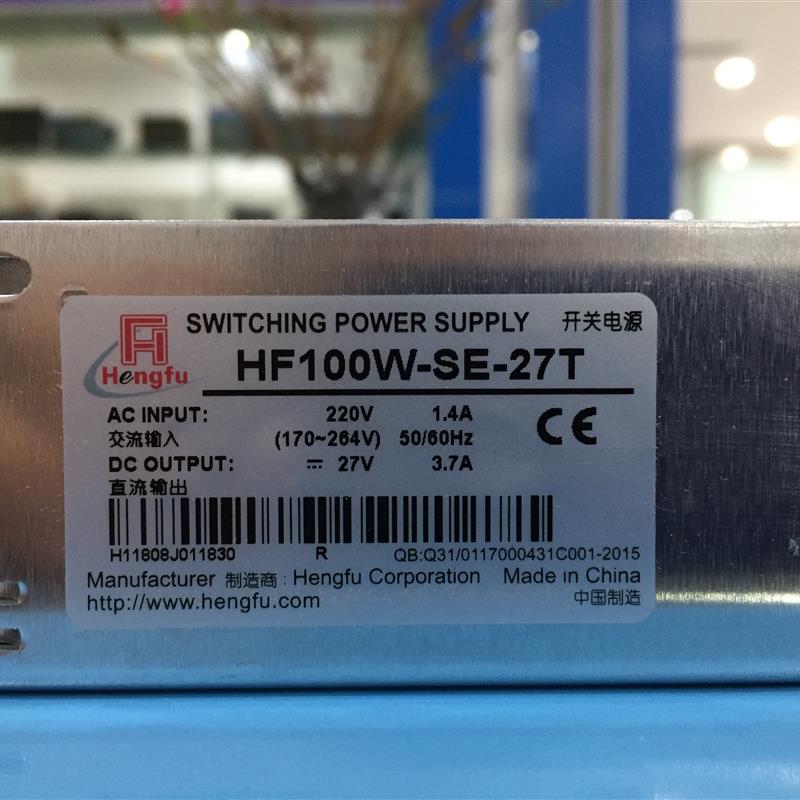 SWITCHING POWER SUPPLY 开关电源
Hengfu
HF100W-SE-27T
AC INPUT: 220V 1.4A
交流输入 (170~264V) 50/60Hz
DC OUTPUT: ⎓ 27V 3.7A
直流输出
CE
H11808J011830 R QB:Q31/0117000431C001-2015
Manufacturer 制造商: Hengfu Corporation Made in China
http://www.hengfu.com 中国制造